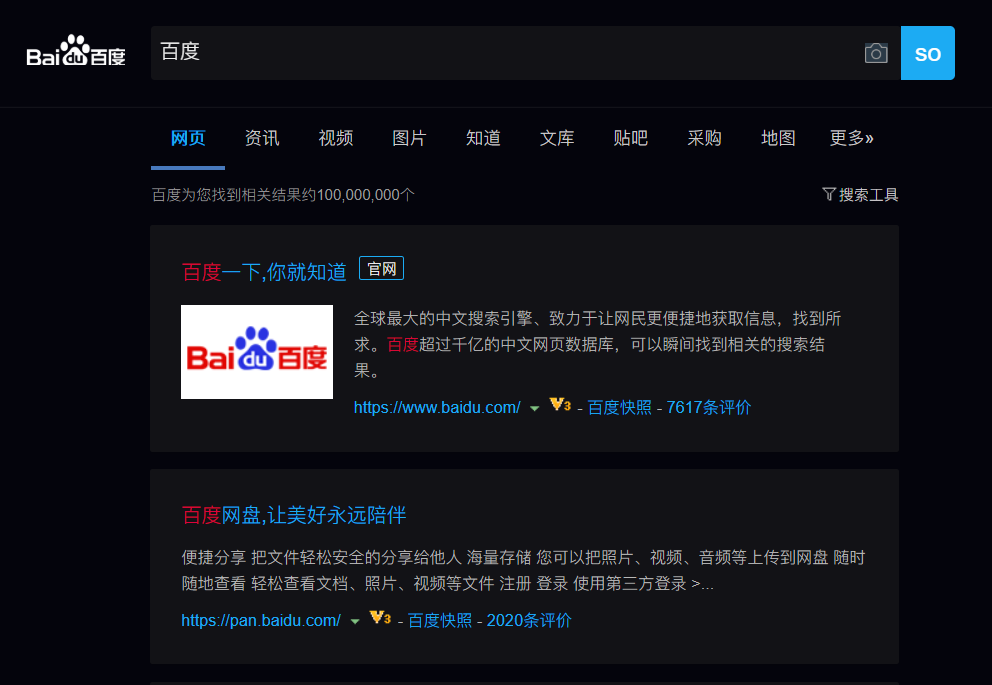 Bai du 百度
百度
SO
网页 资讯 视频 图片 知道 文库 贴吧 采购 地图 更多»
百度为您找到相关结果约100,000,000个
搜索工具
百度一下,你就知道 官网
Bai du 百度
全球最大的中文搜索引擎、致力于让网民更便捷地获取信息，找到所
求。百度超过千亿的中文网页数据库，可以瞬间找到相关的搜索结
果。
https://www.baidu.com/ V3 - 百度快照 - 7617条评价
百度网盘,让美好永远陪伴
便捷分享 把文件轻松安全的分享给他人 海量存储 您可以把照片、视频、音频等上传到网盘 随时
随地查看 轻松查看文档、照片、视频等文件 注册 登录 使用第三方登录 >...
https://pan.baidu.com/ V3 - 百度快照 - 2020条评价